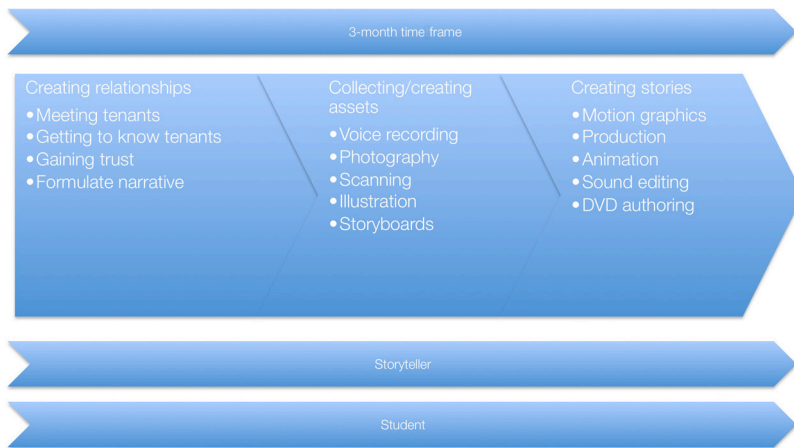 3-month time frame
Creating relationships
•Meeting tenants
•Getting to know tenants
•Gaining trust
•Formulate narrative
Collecting/creating
assets
•Voice recording
•Photography
•Scanning
•Illustration
•Storyboards
Creating stories
•Motion graphics
•Production
•Animation
•Sound editing
•DVD authoring
Storyteller
Student